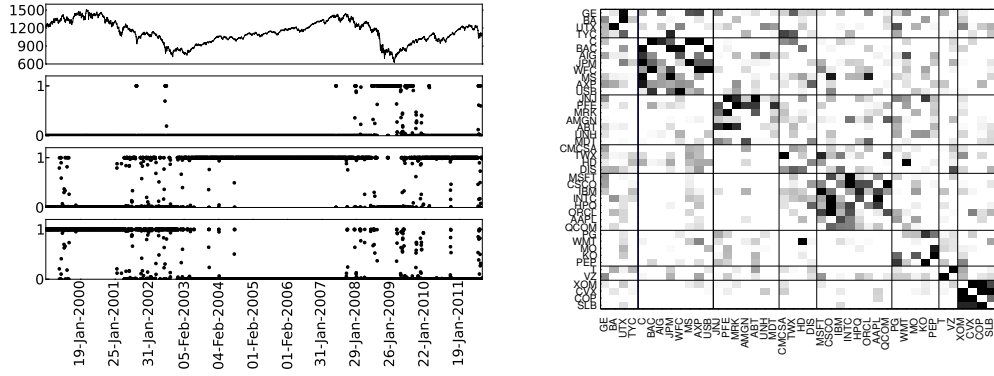 1500
1200
900
600
1
0
1
0
1
0
19-Jan-2000
25-Jan-2001
31-Jan-2002
05-Feb-2003
04-Feb-2004
01-Feb-2005
01-Feb-2006
31-Jan-2007
29-Jan-2008
26-Jan-2009
22-Jan-2010
19-Jan-2011
GE
BA
UTX
TYC
C
BAC
AIG
JPM
WFC
MS
AXP
USB
JNJ
PFE
MRK
AMGN
ABT
UNH
MDT
CMCSA
TWX
HD
DIS
MSFT
CSCO
IBM
INTC
HPQ
ORCL
AAPL
QCOM
PG
WMT
MO
KO
PEP
T
VZ
XOM
CVX
COP
SLB
GE
BA
UTX
TYC
C
BAC
AIG
JPM
WFC
MS
AXP
USB
JNJ
PFE
MRK
AMGN
ABT
UNH
MDT
CMCSA
TWX
HD
DIS
MSFT
CSCO
IBM
INTC
HPQ
ORCL
AAPL
QCOM
PG
WMT
MO
KO
PEP
T
VZ
XOM
CVX
COP
SLB